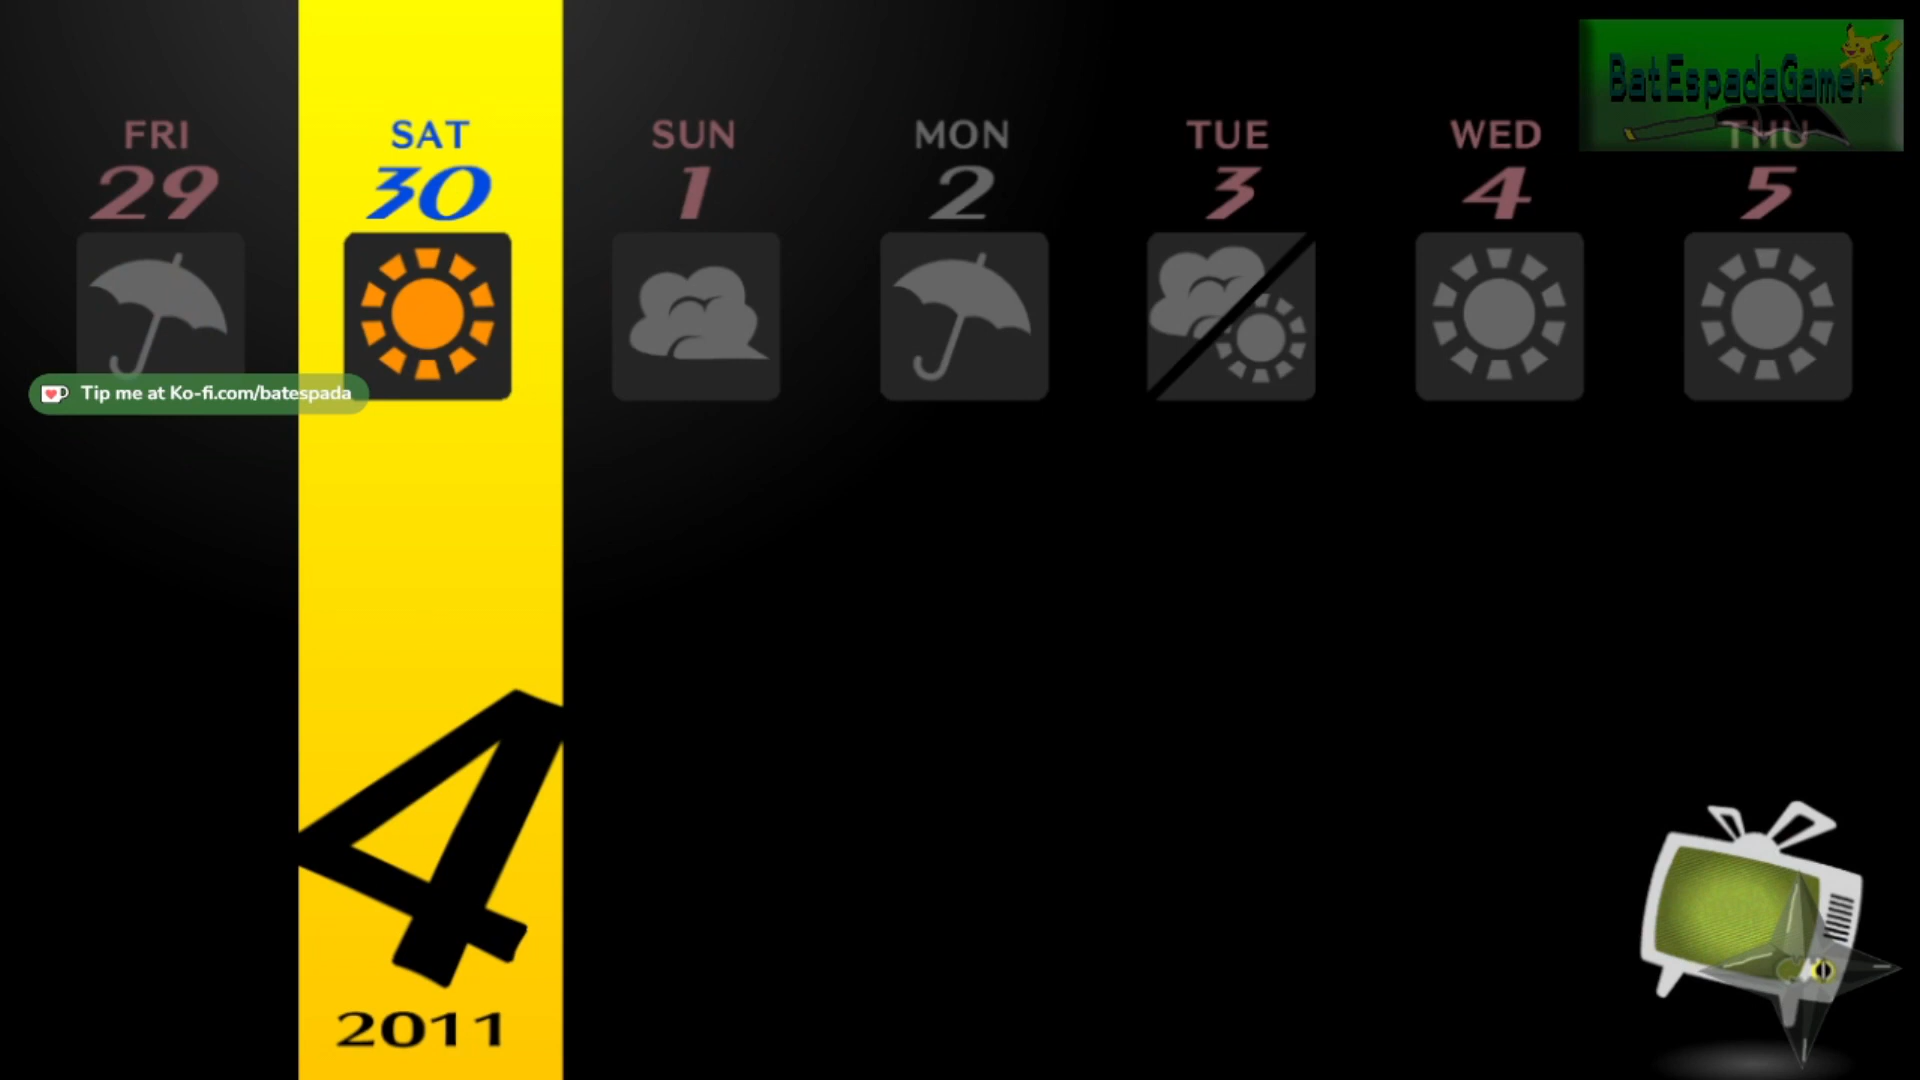 BatEspadaGamer
FRI SAT SUN MON TUE WED THU
29 30 1 2 3 4 5
Tip me at Ko-fi.com/batespada
4
2011